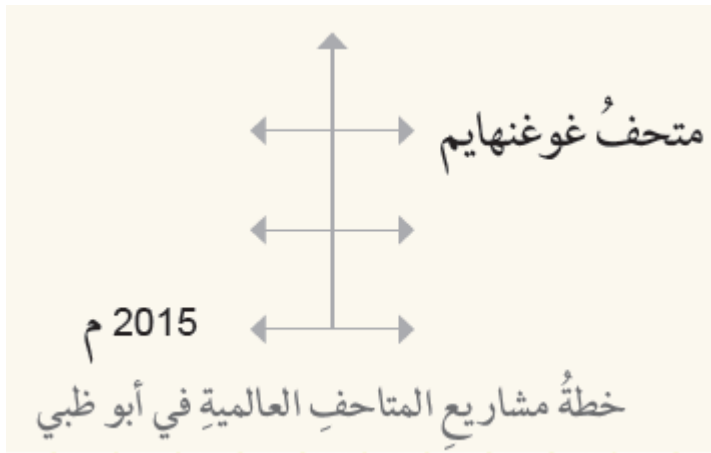 متحفُ غوغنهايم
2015 م
خطةُ مشاريعِ المتاحفِ العالميةِ في أبو ظبي